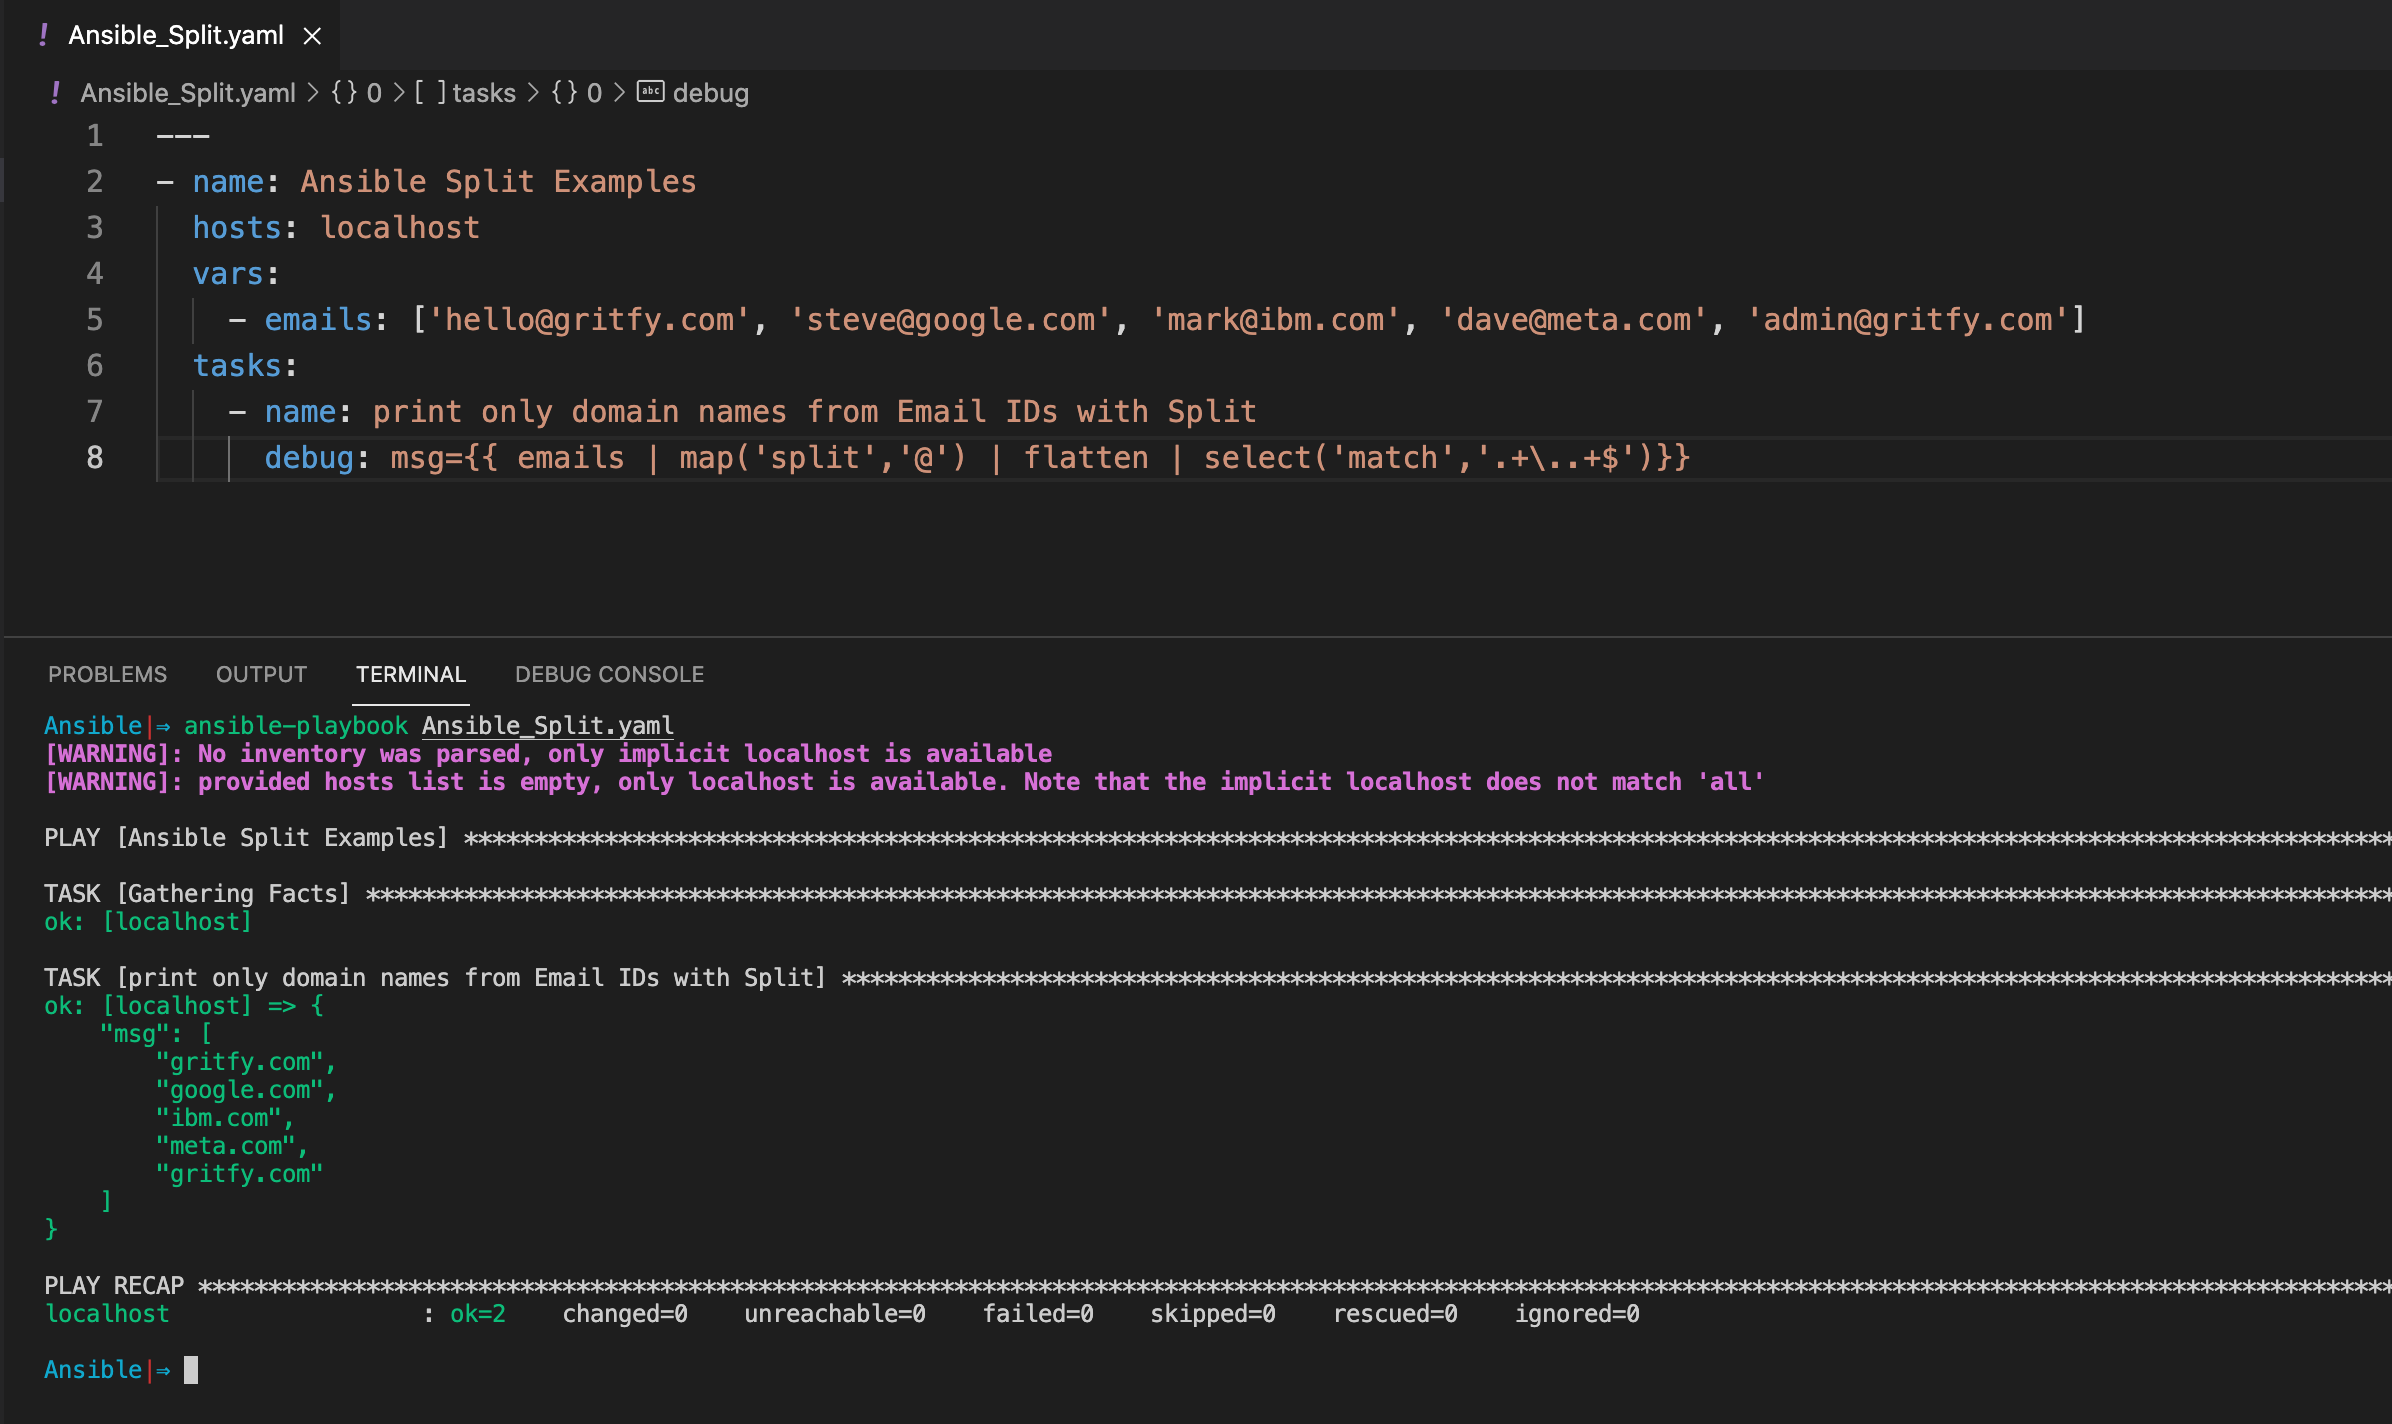 ! Ansible_Split.yaml ×
! Ansible_Split.yaml > {} 0 > [ ] tasks > {} 0 > abc debug
1 ---
2 - name: Ansible Split Examples
3   hosts: localhost
4   vars:
5     - emails: ['hello@gritfy.com', 'steve@google.com', 'mark@ibm.com', 'dave@meta.com', 'admin@gritfy.com']
6   tasks:
7     - name: print only domain names from Email IDs with Split
8       debug: msg={{ emails | map('split','@') | flatten | select('match','.+\..+$')}}
PROBLEMS OUTPUT TERMINAL DEBUG CONSOLE
Ansible|⇒ ansible-playbook Ansible_Split.yaml
[WARNING]: No inventory was parsed, only implicit localhost is available
[WARNING]: provided hosts list is empty, only localhost is available. Note that the implicit localhost does not match 'all'
PLAY [Ansible Split Examples] ******************************************************************************************************************************************
TASK [Gathering Facts] *************************************************************************************************************************************************
ok: [localhost]
TASK [print only domain names from Email IDs with Split] ***************************************************************************************************************
ok: [localhost] => {
    "msg": [
        "gritfy.com",
        "google.com",
        "ibm.com",
        "meta.com",
        "gritfy.com"
    ]
}
PLAY RECAP *************************************************************************************************************************************************************
localhost                  : ok=2    changed=0    unreachable=0    failed=0    skipped=0    rescued=0    ignored=0
Ansible|⇒